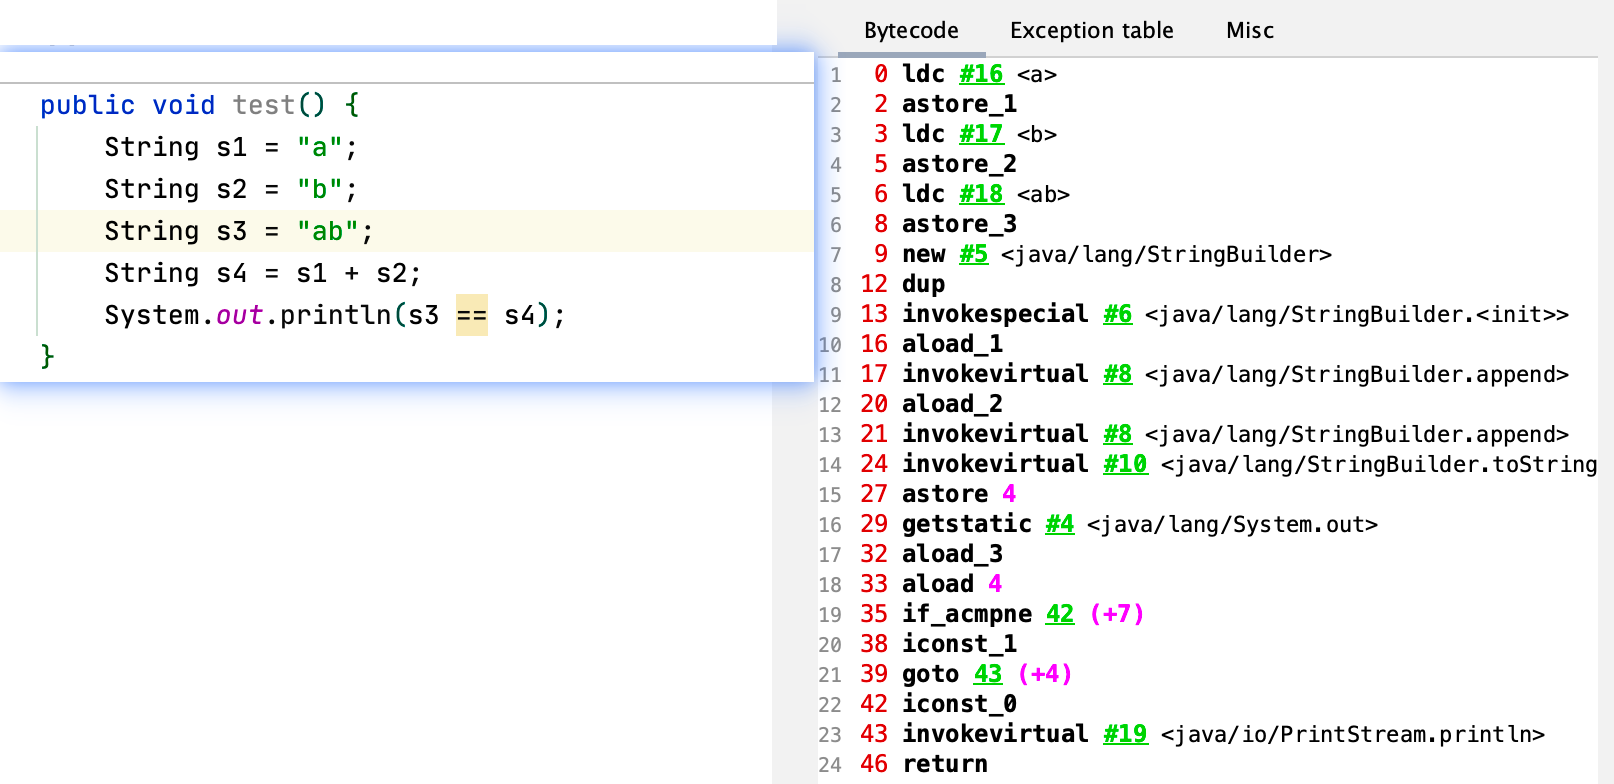 public void test() {
String s1 = "a";
String s2 = "b";
String s3 = "ab";
String s4 = s1 + s2;
System.out.println(s3 == s4);
}
Bytecode Exception table Misc
1 0 ldc #16 <a>
2 2 astore_1
3 3 ldc #17 <b>
4 5 astore_2
5 6 ldc #18 <ab>
6 8 astore_3
7 9 new #5 <java/lang/StringBuilder>
8 12 dup
9 13 invokespecial #6 <java/lang/StringBuilder.<init>>
10 16 aload_1
11 17 invokevirtual #8 <java/lang/StringBuilder.append>
12 20 aload_2
13 21 invokevirtual #8 <java/lang/StringBuilder.append>
14 24 invokevirtual #10 <java/lang/StringBuilder.toString
15 27 astore 4
16 29 getstatic #4 <java/lang/System.out>
17 32 aload_3
18 33 aload 4
19 35 if_acmpne 42 (+7)
20 38 iconst_1
21 39 goto 43 (+4)
22 42 iconst_0
23 43 invokevirtual #19 <java/io/PrintStream.println>
24 46 return